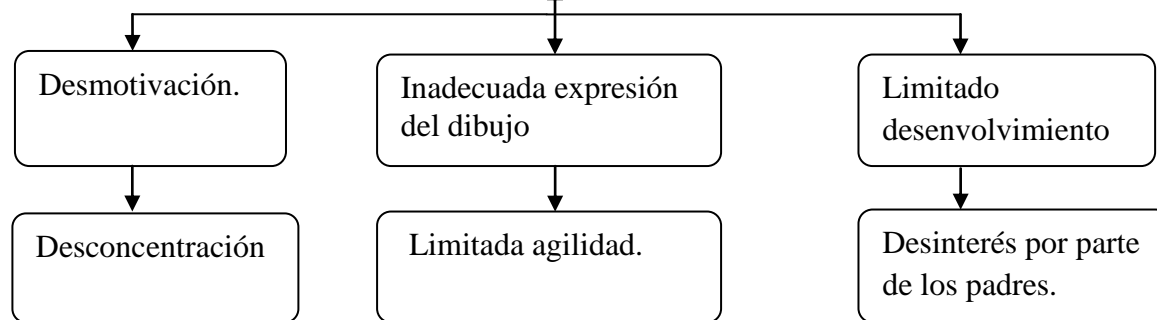 Desmotivación.
Inadecuada expresión
del dibujo
Limitado
desenvolvimiento
Desconcentración
Limitada agilidad.
Desinterés por parte
de los padres.